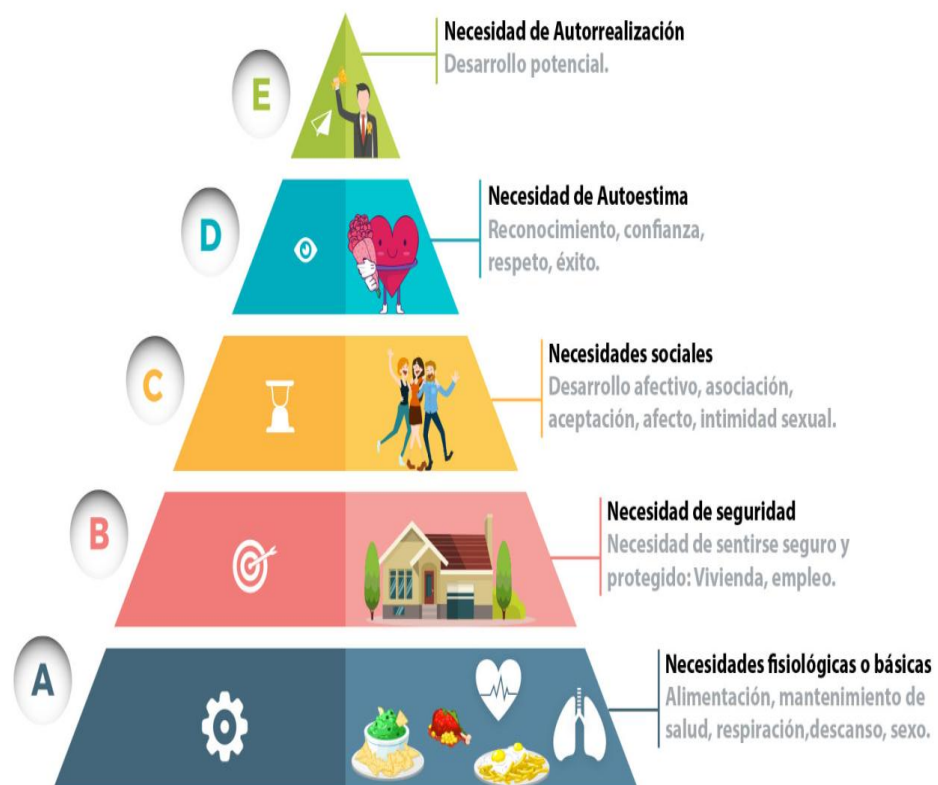 E
Necesidad de Autorrealización
Desarrollo potencial.
D
Necesidad de Autoestima
Reconocimiento, confianza,
respeto, éxito.
C
Necesidades sociales
Desarrollo afectivo, asociación,
aceptación, afecto, intimidad sexual.
B
Necesidad de seguridad
Necesidad de sentirse seguro y
protegido: Vivienda, empleo.
A
Necesidades fisiológicas o básicas
Alimentación, mantenimiento de
salud, respiración,descanso, sexo.